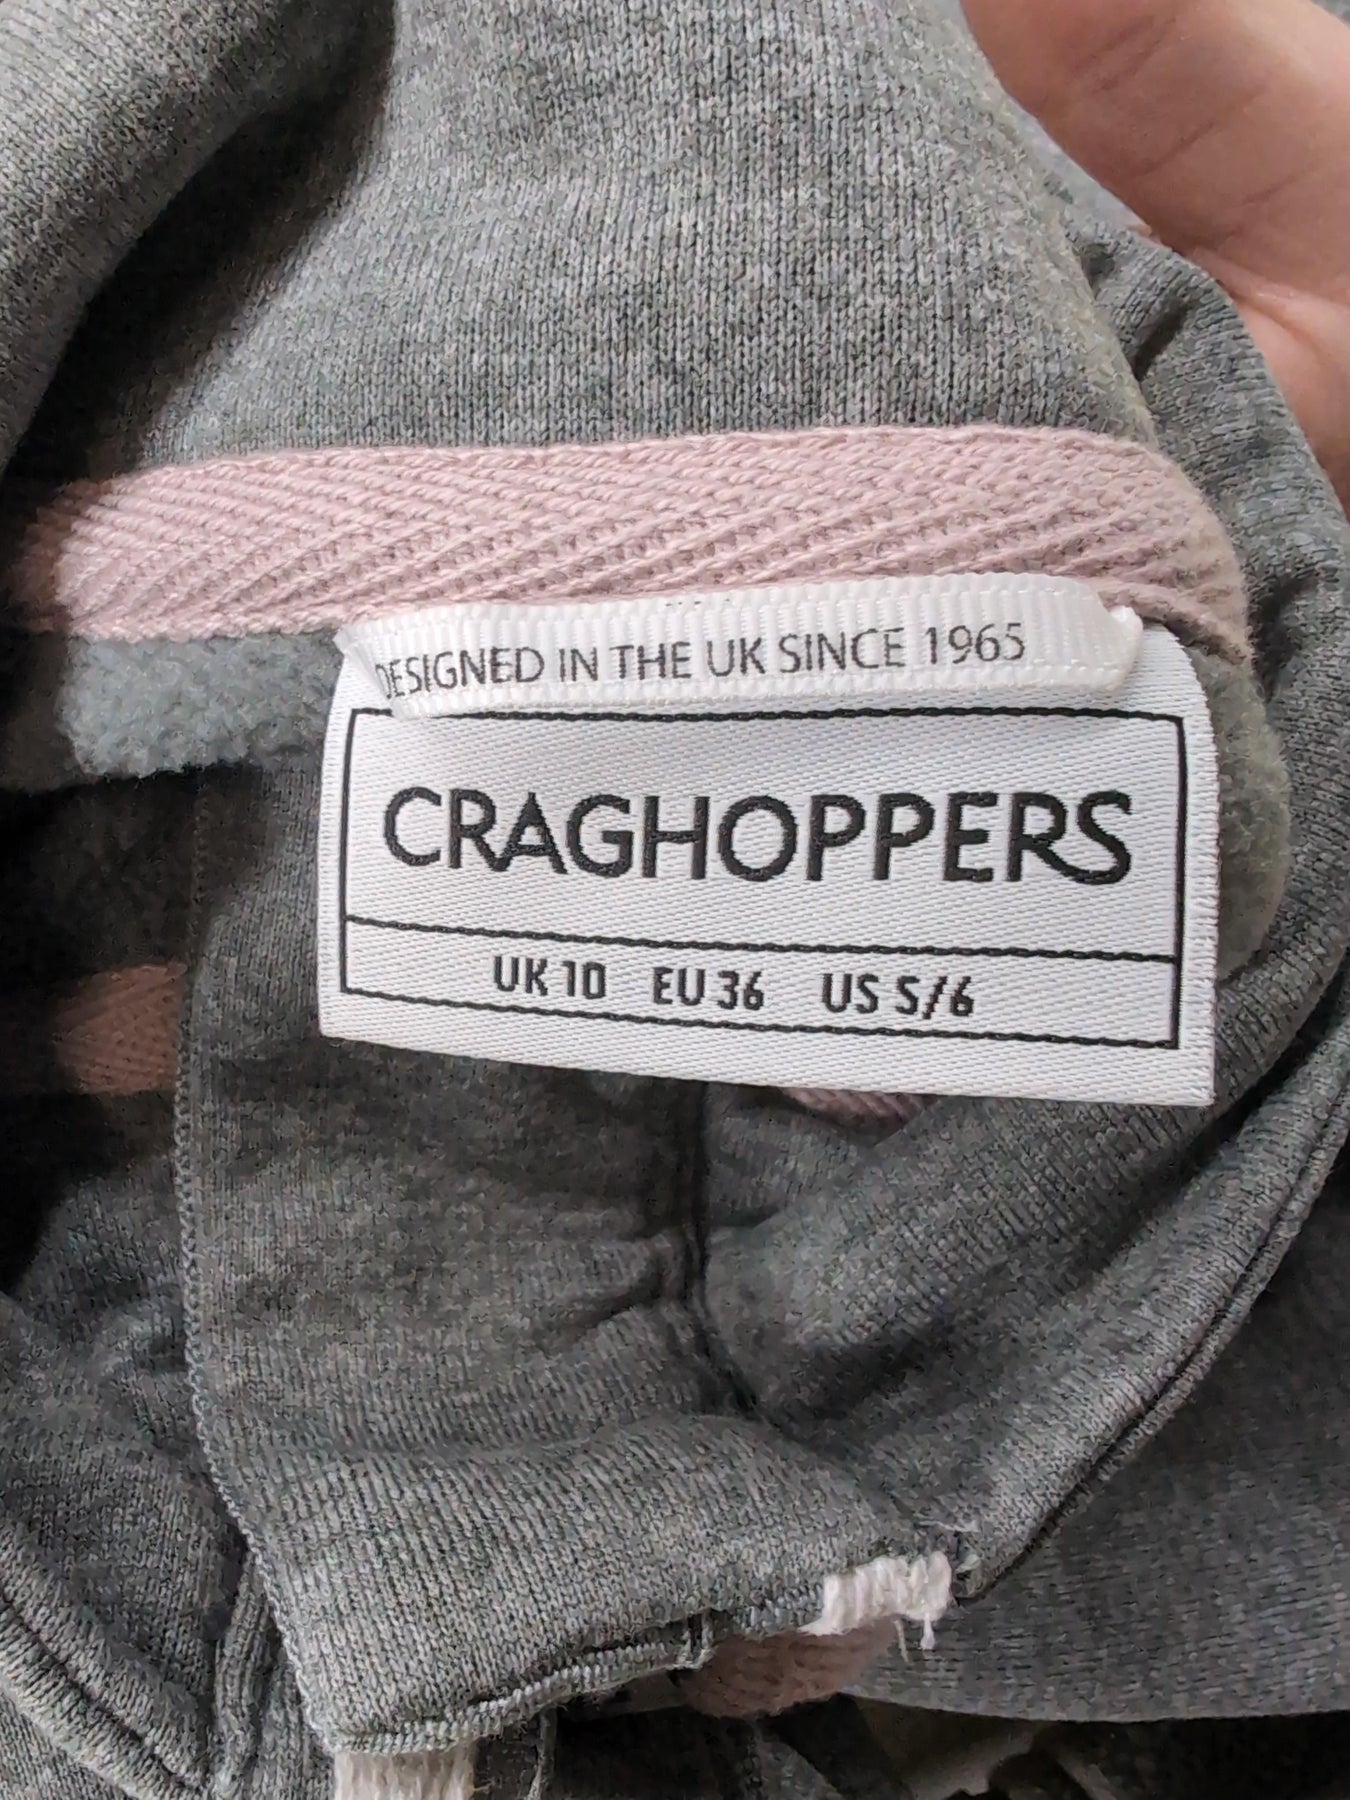 DESIGNED IN THE UK SINCE 1965
CRAGHOPPERS
UK 10 EU 36 US S/6